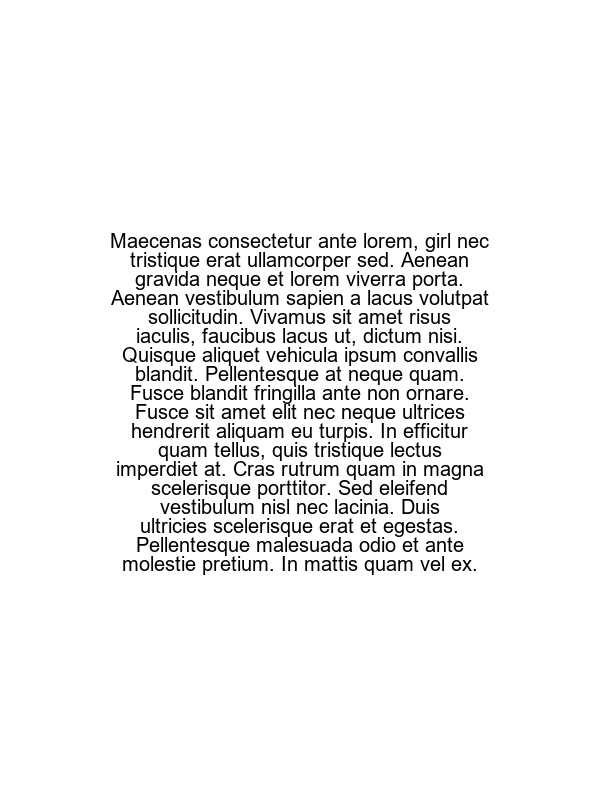 Maecenas consectetur ante lorem, girl nec
tristique erat ullamcorper sed. Aenean
gravida neque et lorem viverra porta.
Aenean vestibulum sapien a lacus volutpat
sollicitudin. Vivamus sit amet risus
iaculis, faucibus lacus ut, dictum nisi.
Quisque aliquet vehicula ipsum convallis
blandit. Pellentesque at neque quam.
Fusce blandit fringilla ante non ornare.
Fusce sit amet elit nec neque ultrices
hendrerit aliquam eu turpis. In efficitur
quam tellus, quis tristique lectus
imperdiet at. Cras rutrum quam in magna
scelerisque porttitor. Sed eleifend
vestibulum nisl nec lacinia. Duis
ultricies scelerisque erat et egestas.
Pellentesque malesuada odio et ante
molestie pretium. In mattis quam vel ex.